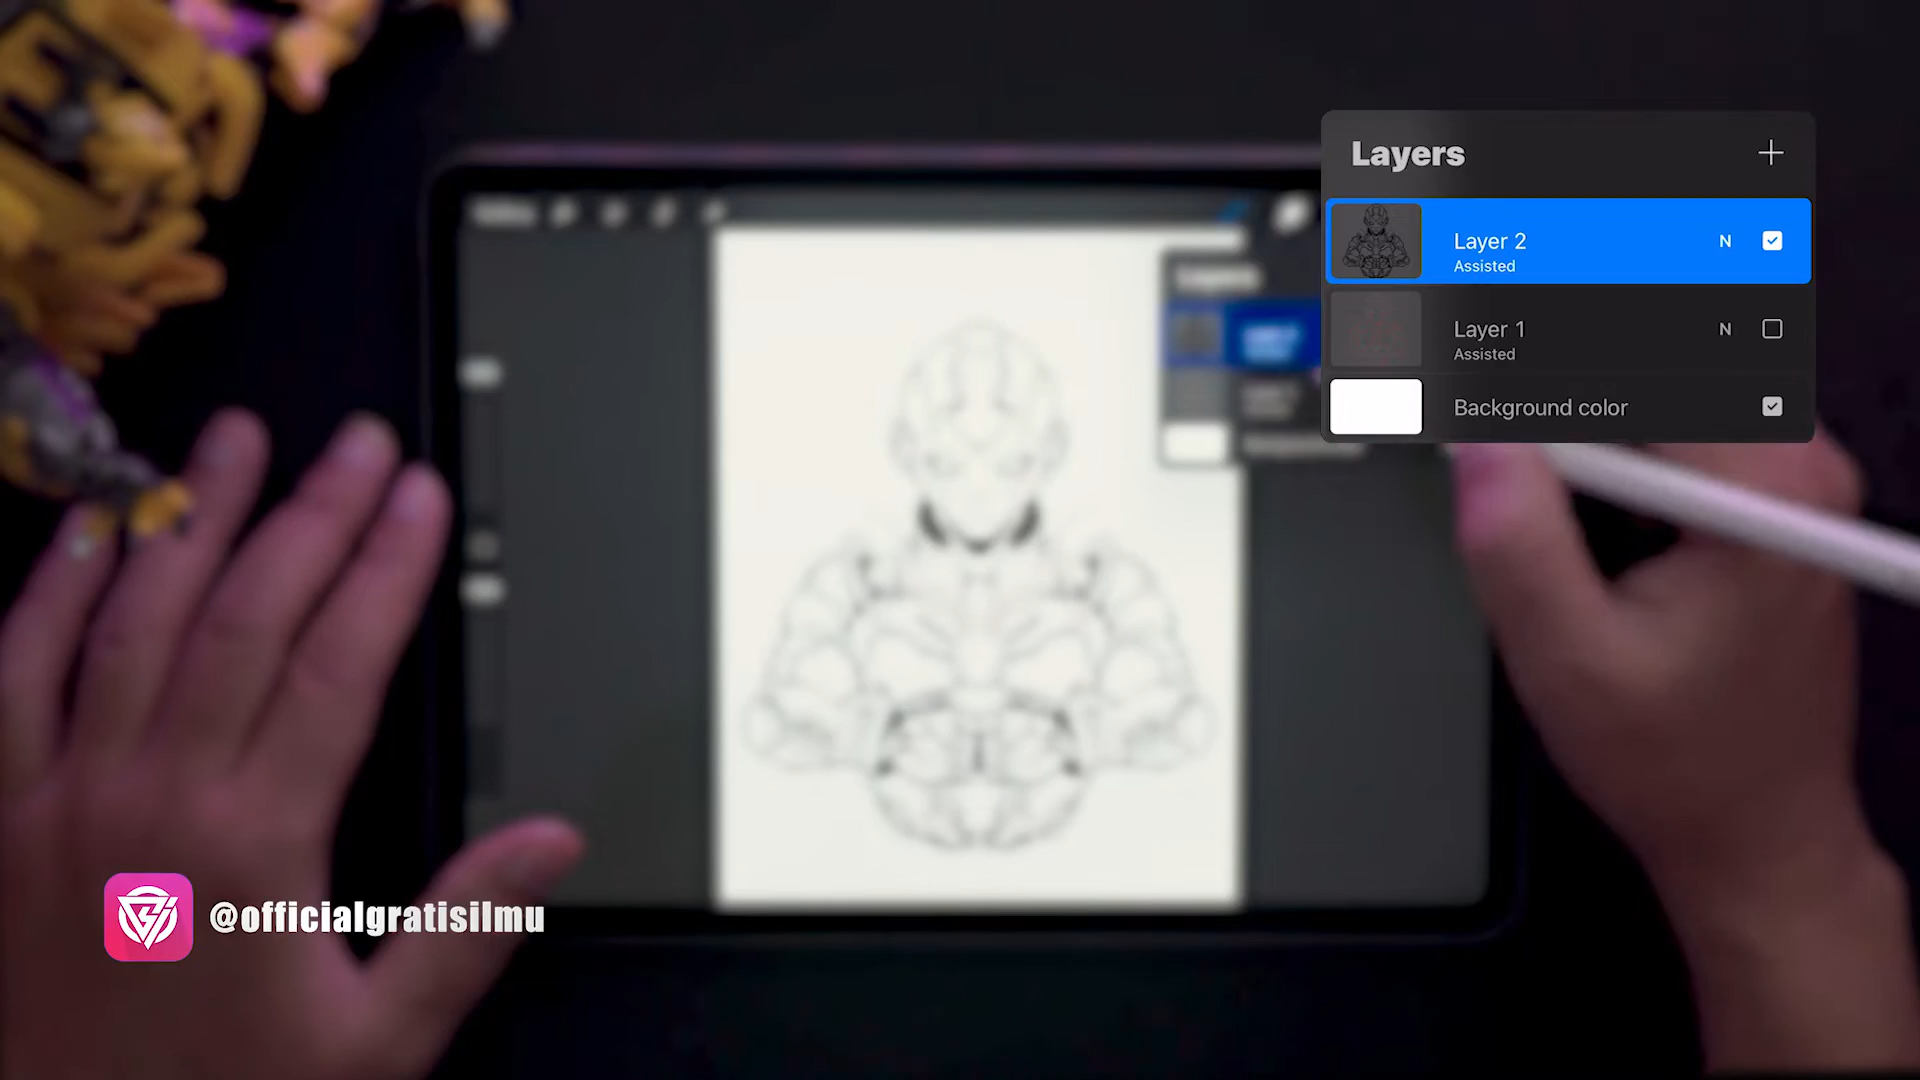 Layers
Layer 2
N
Assisted
Layer 1
N
Assisted
Background color
@officialgratisilmu